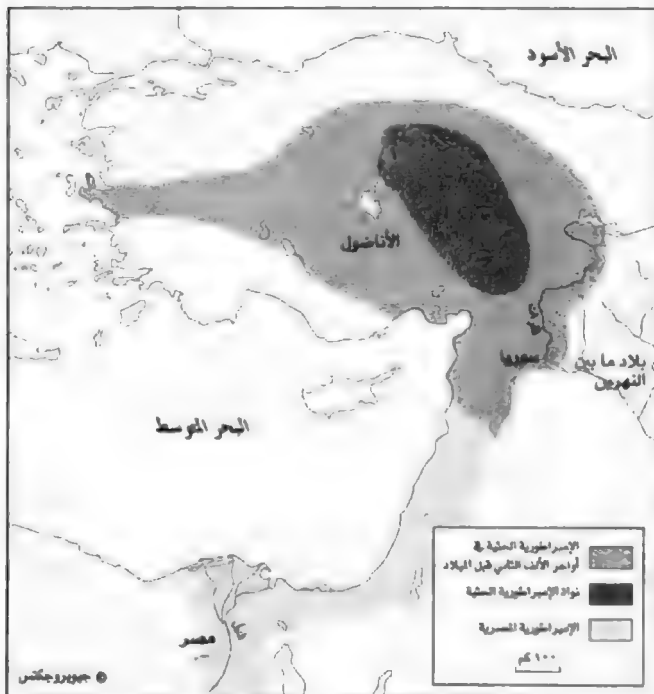 البحر الأسود
الأناضول
سوريا
بلاد ما بين
النهرين
البحر المتوسط
مصر
الإمبراطورية الحثية في
أواخر الألف الثاني قبل الميلاد
نواة الإمبراطورية الحثية
الإمبراطورية المصرية
١٠٠ كم
© جيوبروجكتس